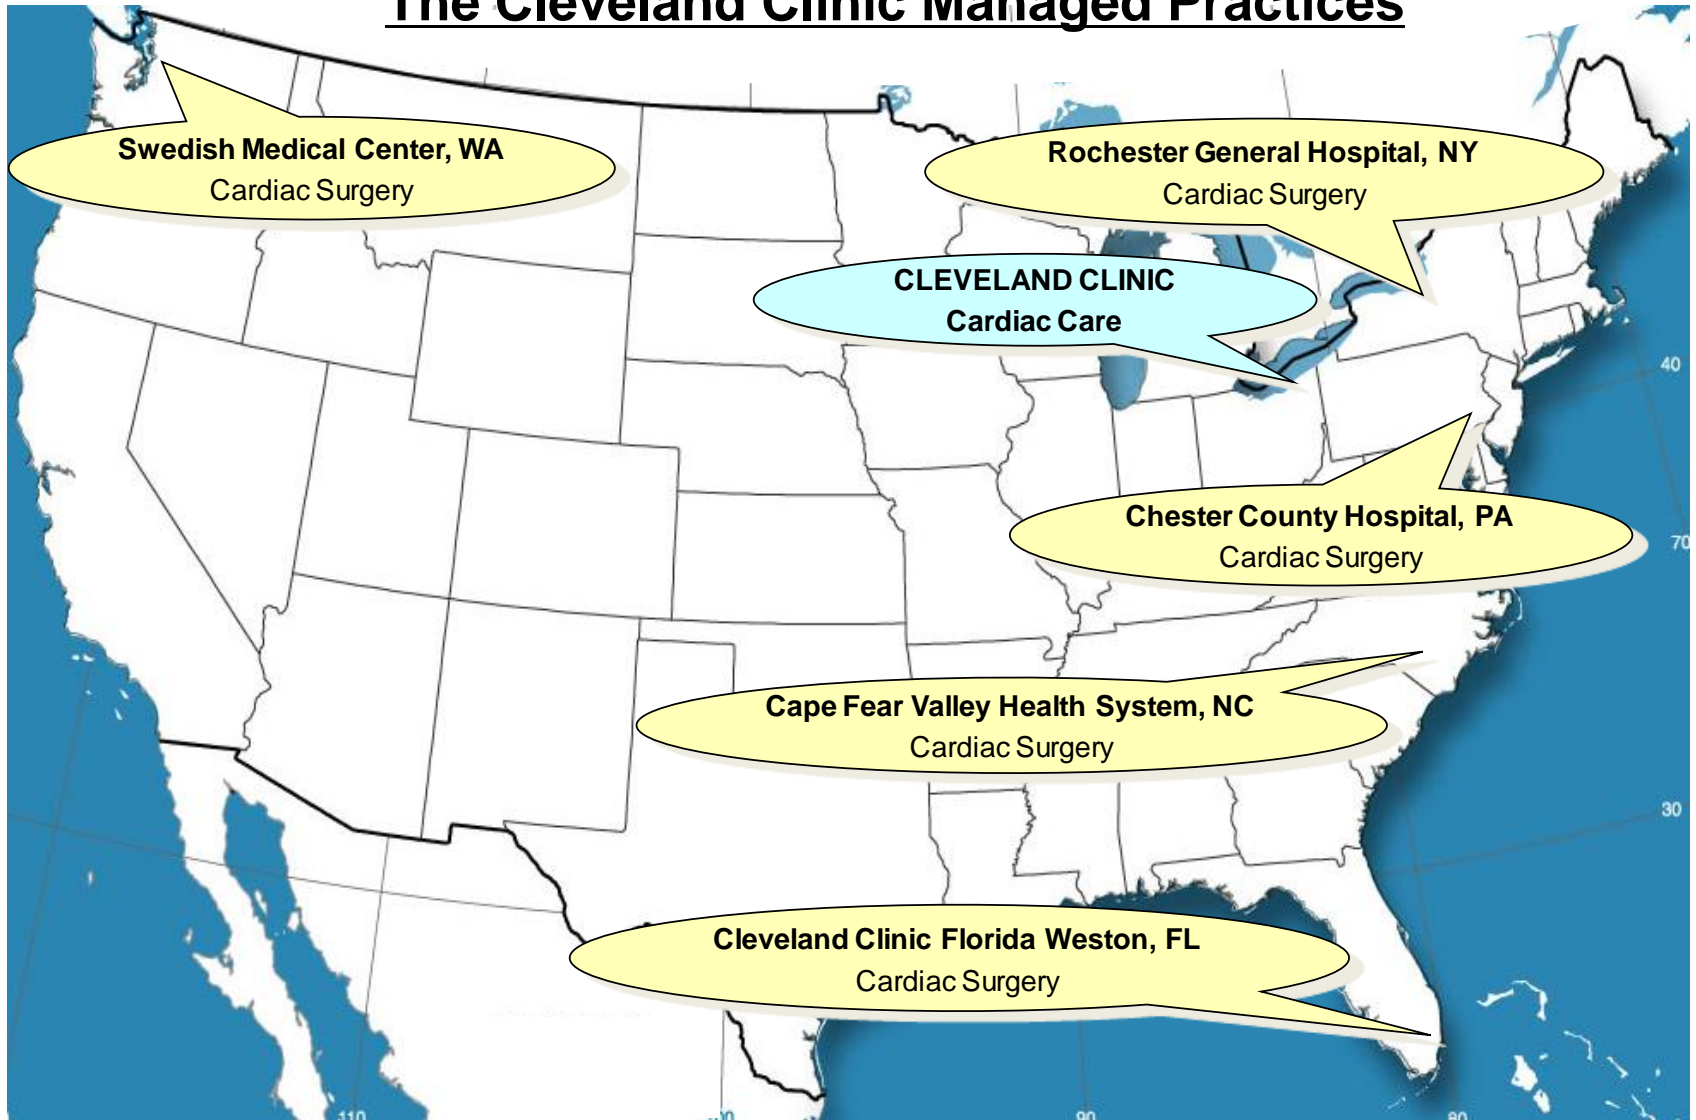 The Cleveland Clinic Managed Practices
Swedish Medical Center, WA
Cardiac Surgery
Rochester General Hospital, NY
Cardiac Surgery
CLEVELAND CLINIC
Cardiac Care
40
Chester County Hospital, PA
Cardiac Surgery
70
Cape Fear Valley Health System, NC
Cardiac Surgery
30
Cleveland Clinic Florida Weston, FL
Cardiac Surgery
110
90
80